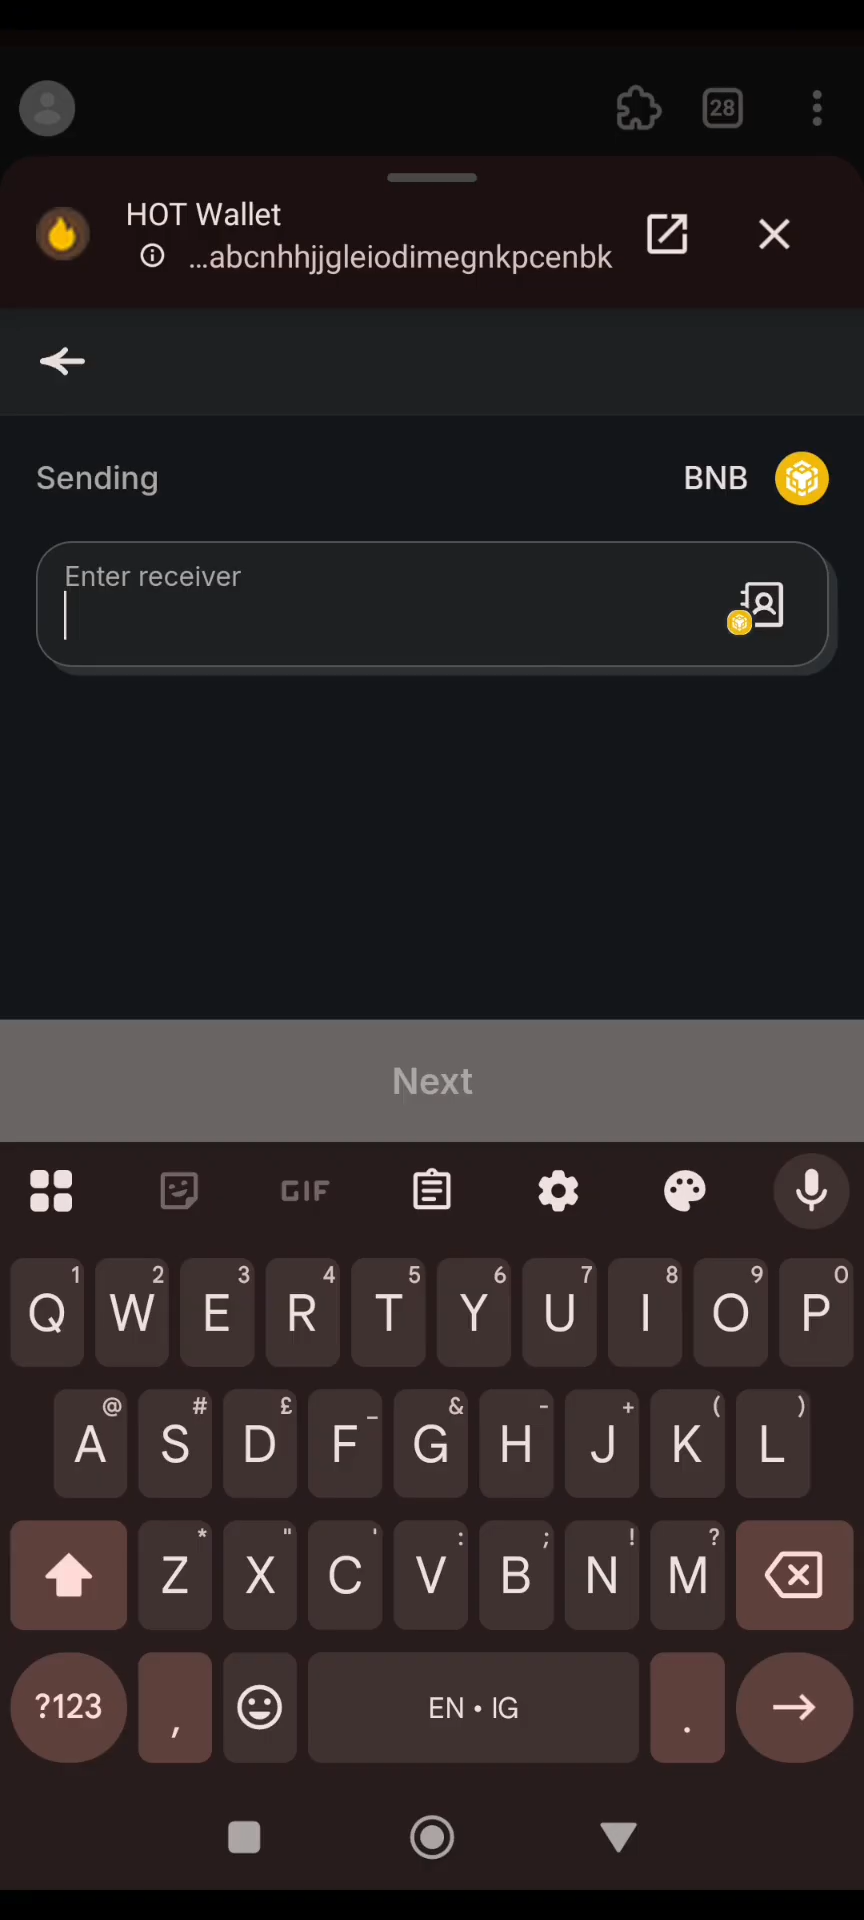 28
HOT Wallet
...abcnhhjjgleiodimegnkpcenbk
Sending BNB
Enter receiver
Next
GIF
1 2 3 4 5 6 7 8 9 0
Q W E R T Y U I O P
@ # £ _ & - + ( )
A S D F G H J K L
* " ' : ; ! ?
Z X C V B N M
?123 , EN • IG .